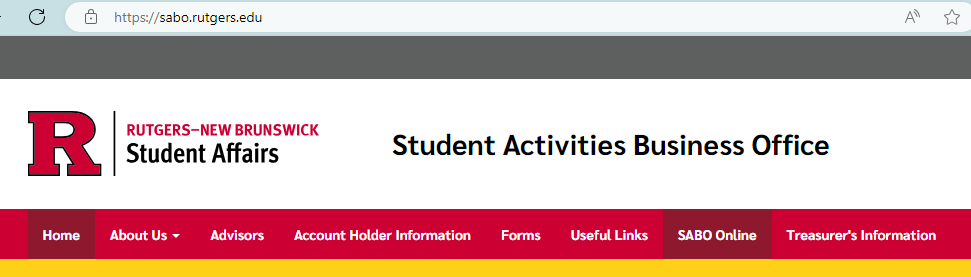 https://sabo.rutgers.edu
R
RUTGERS–NEW BRUNSWICK
Student Affairs
Student Activities Business Office
Home About Us Advisors Account Holder Information Forms Useful Links SABO Online Treasurer's Information